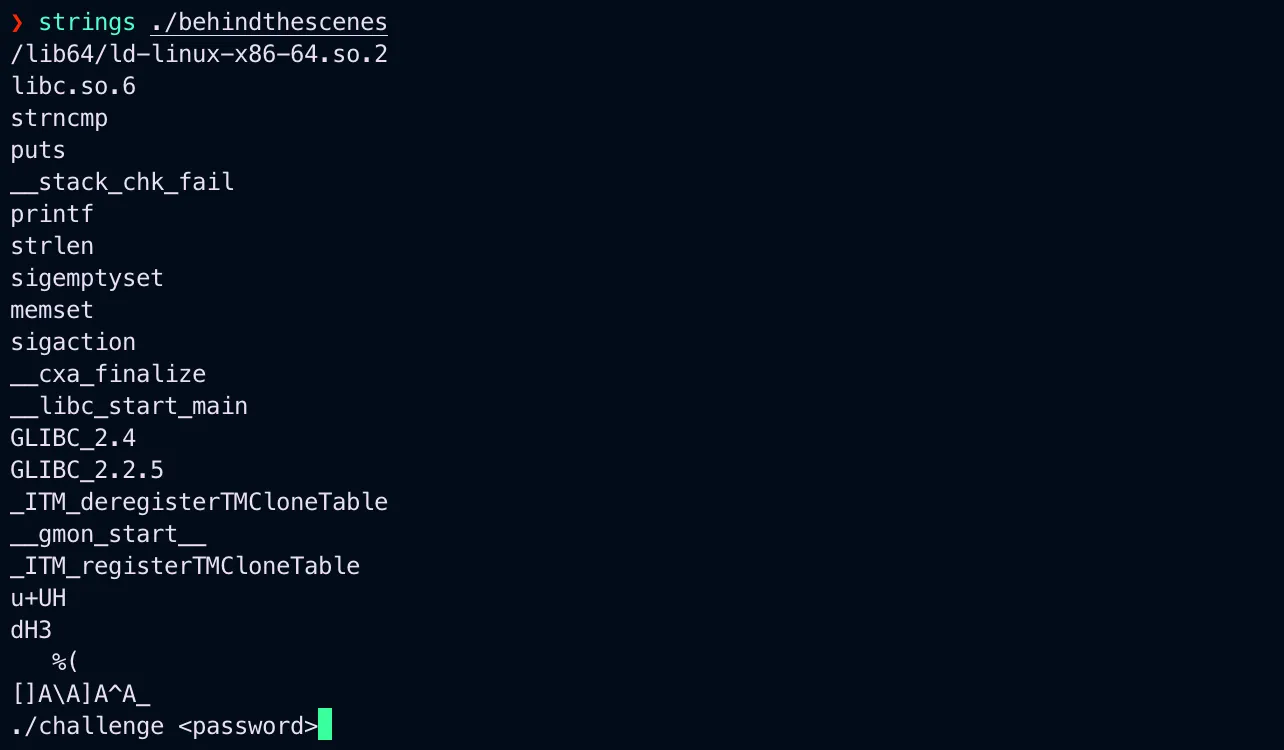 ❯ strings ./behindthescenes
/lib64/ld-linux-x86-64.so.2
libc.so.6
strncmp
puts
__stack_chk_fail
printf
strlen
sigemptyset
memset
sigaction
__cxa_finalize
__libc_start_main
GLIBC_2.4
GLIBC_2.2.5
_ITM_deregisterTMCloneTable
__gmon_start__
_ITM_registerTMCloneTable
u+UH
dH3
   %(
[]A\A]A^A_
./challenge <password>